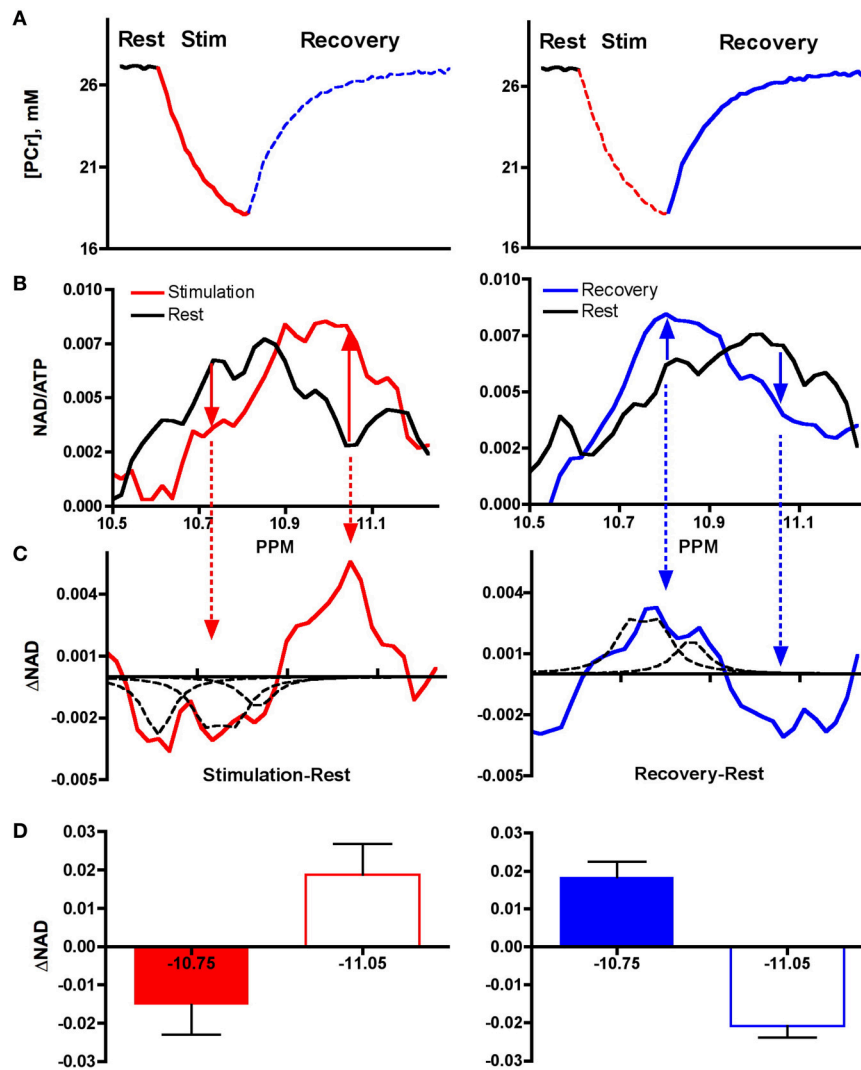 A
Rest Stim Recovery
Rest Stim Recovery
[PCr], mM
26
21
16
26
21
16
B
NAD/ATP
0.010
0.007
0.005
0.002
0.000
Stimulation
Rest
10.5 10.7 10.9 11.1
PPM
0.010
0.007
0.005
0.002
0.000
Recovery
Rest
10.5 10.7 10.9 11.1
PPM
C
ΔNAD
0.004
0.001
-0.002
-0.005
Stimulation-Rest
0.004
0.001
-0.002
-0.005
Recovery-Rest
D
ΔNAD
0.03
0.02
0.01
0.00
-0.01
-0.02
-0.03
-10.75
-11.05
0.03
0.02
0.01
0.00
-0.01
-0.02
-0.03
-10.75
-11.05